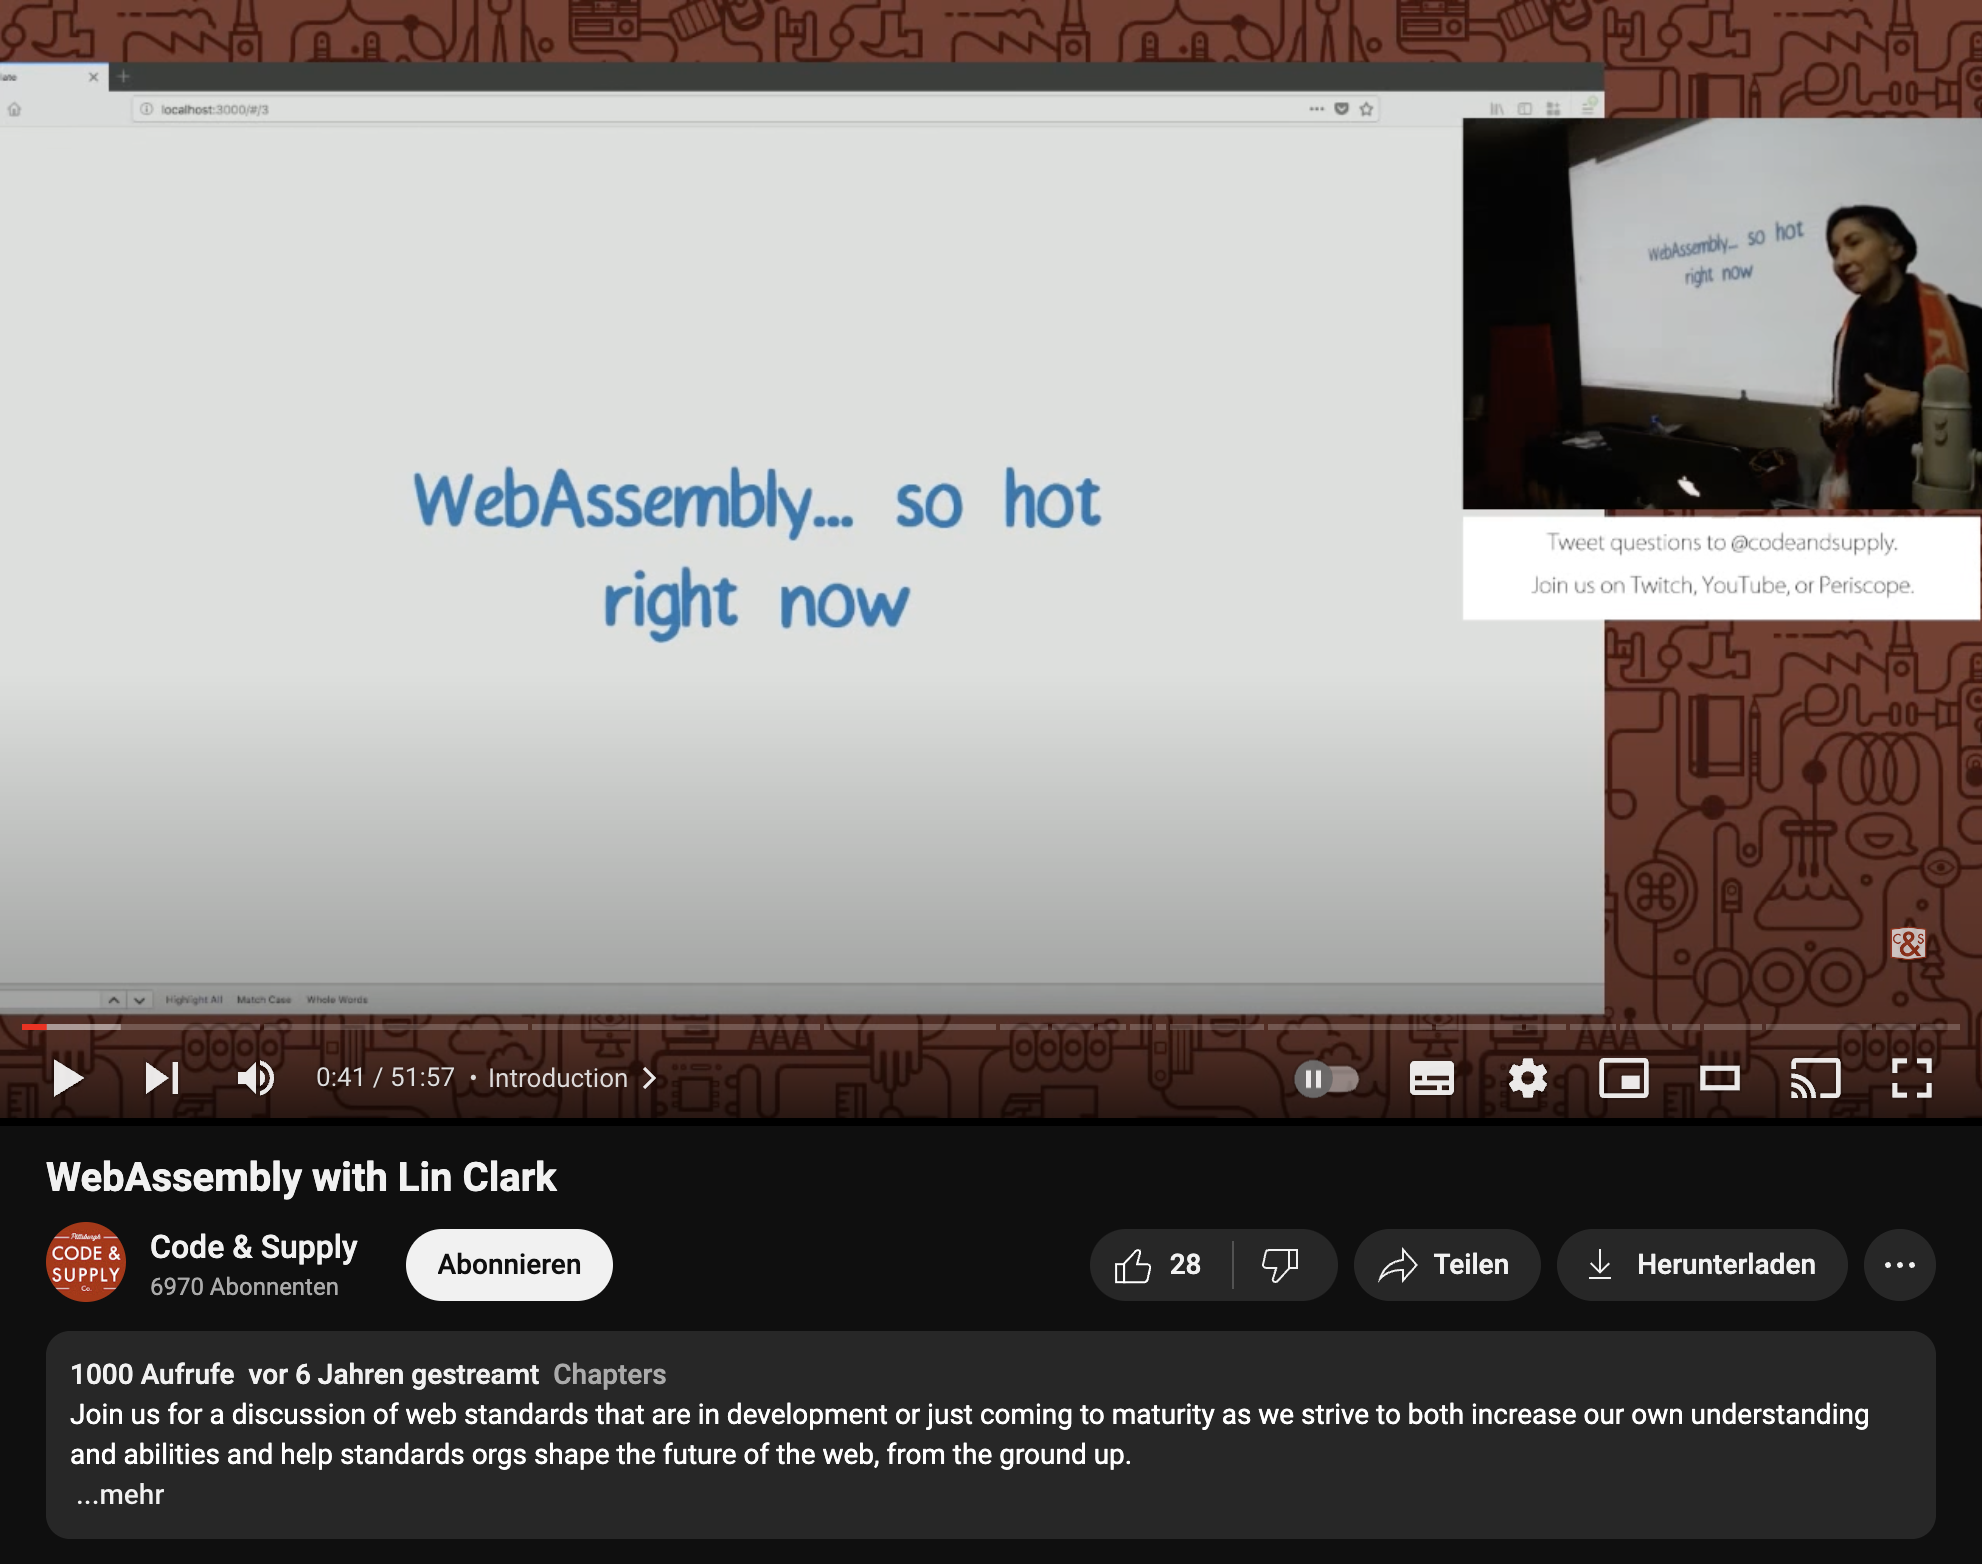 localhost:3000/#/3
WebAssembly... so hot
right now
WebAssembly... so hot
right now
Tweet questions to @codeandsupply.
Join us on Twitch, YouTube, or Periscope.
C&S
Highlight All Match Case Whole Words
0:41 / 51:57 • Introduction
WebAssembly with Lin Clark
Pittsburgh
CODE &
SUPPLY
Co.
Code & Supply
6970 Abonnenten
Abonnieren
28
Teilen
Herunterladen
1000 Aufrufe vor 6 Jahren gestreamt Chapters
Join us for a discussion of web standards that are in development or just coming to maturity as we strive to both increase our own understanding
and abilities and help standards orgs shape the future of the web, from the ground up.
...mehr